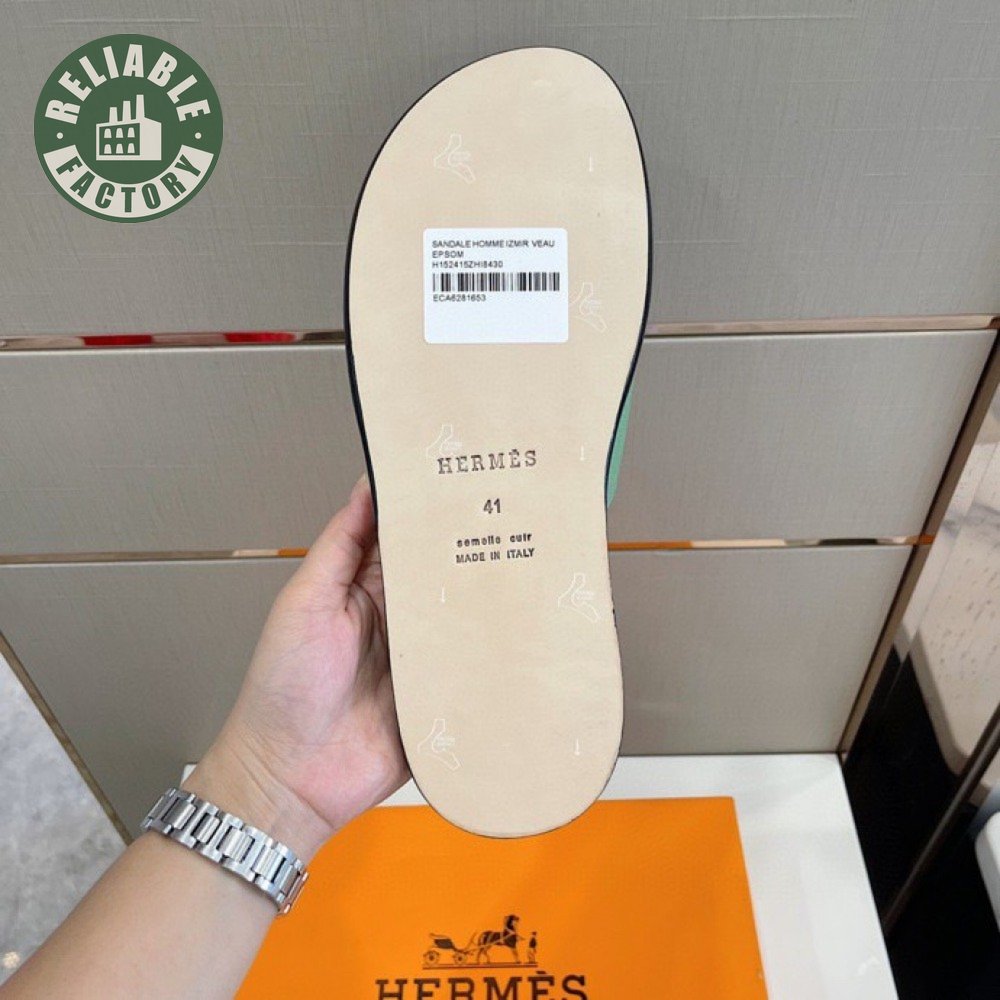 RELIABLE
FACTORY
SANDALE HOMME IZMIR VEAU
EPSOM
H152415ZHI8430
ECA6281653
HERMÈS
41
semelle cuir
MADE IN ITALY
HERMÈS